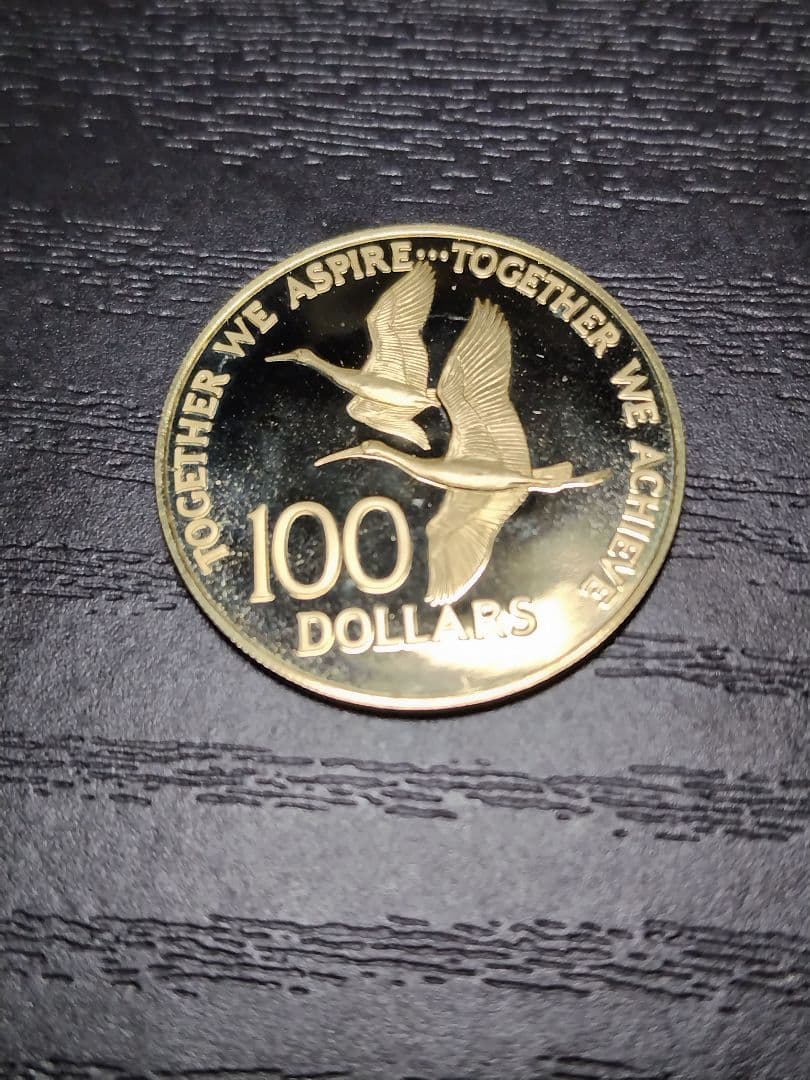 TOGETHER WE ASPIRE...TOGETHER WE ACHIEVE
100
DOLLARS